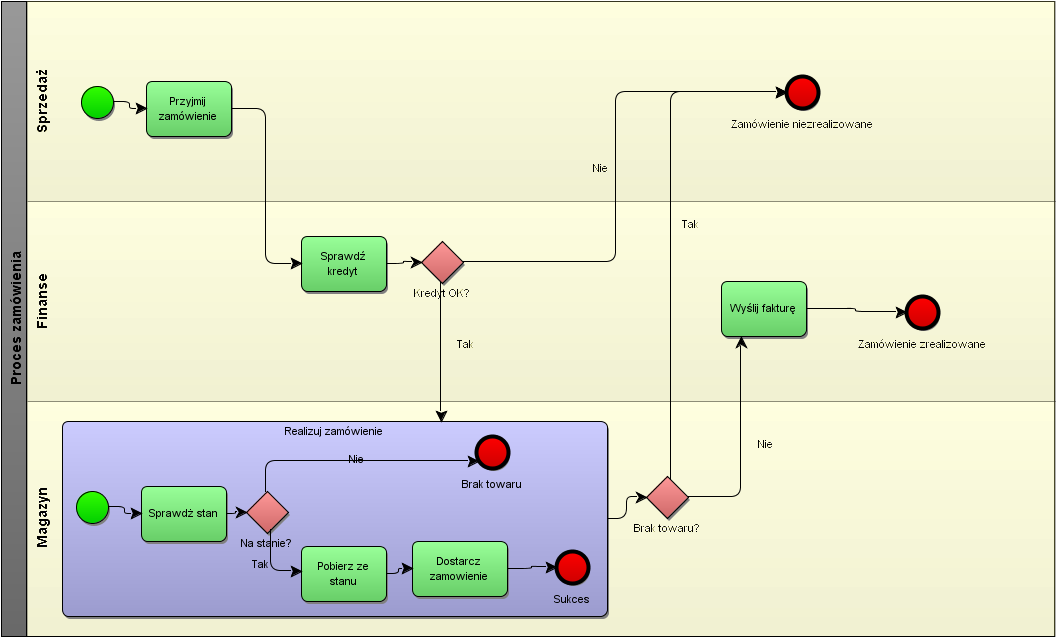 Proces zamówienia
Sprzedaż
Przyjmij
zamówienie
Zamówienie niezrealizowane
Nie
Tak
Finanse
Sprawdź
kredyt
Kredyt OK?
Tak
Wyślij fakturę
Zamówienie zrealizowane
Nie
Magazyn
Realizuj zamówienie
Nie
Brak towaru
Sprawdź stan
Na stanie?
Tak
Pobierz ze
stanu
Dostarcz
zamowienie
Sukces
Brak towaru?